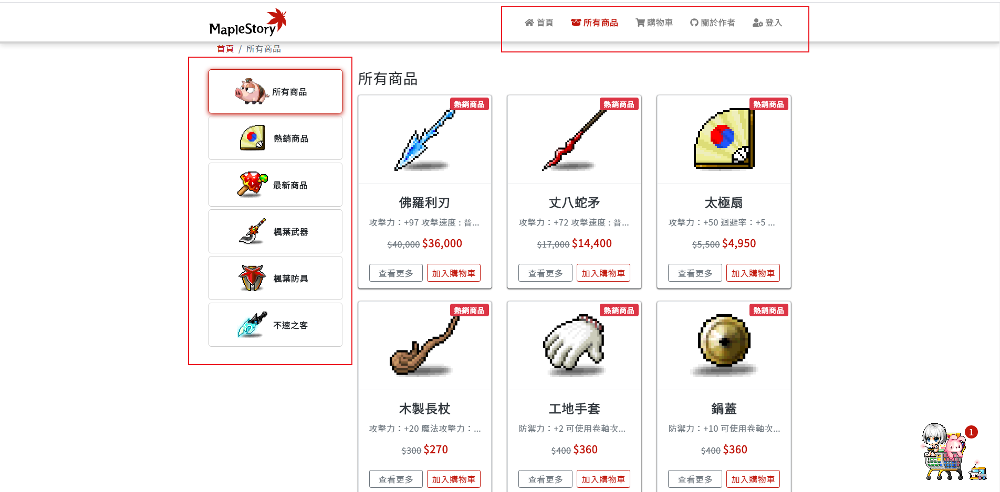 MapleStory
首頁 所有商品 購物車 關於作者 登入
首頁 / 所有商品
所有商品
熱銷商品
最新商品
楓葉武器
楓葉防具
不速之客
所有商品
熱銷商品
佛羅利刃
攻擊力：+97 攻擊速度 : 普...
$40,000 $36,000
查看更多 加入購物車
熱銷商品
丈八蛇矛
攻擊力：+72 攻擊速度 : 普...
$17,000 $14,400
查看更多 加入購物車
熱銷商品
太極扇
攻擊力：+50 迴避率：+5 ...
$5,500 $4,950
查看更多 加入購物車
熱銷商品
木製長杖
攻擊力：+20 魔法攻擊力：...
$300 $270
查看更多 加入購物車
熱銷商品
工地手套
防禦力：+2 可使用卷軸次...
$400 $360
查看更多 加入購物車
熱銷商品
鍋蓋
防禦力：+10 可使用卷軸次...
$400 $360
查看更多 加入購物車
1